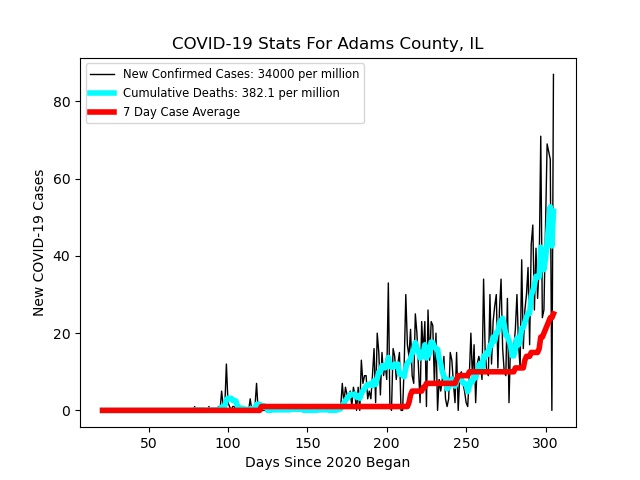 COVID-19 Stats For Adams County, IL
New Confirmed Cases: 34000 per million
Cumulative Deaths: 382.1 per million
7 Day Case Average
New COVID-19 Cases
80
60
40
20
0
50 100 150 200 250 300
Days Since 2020 Began